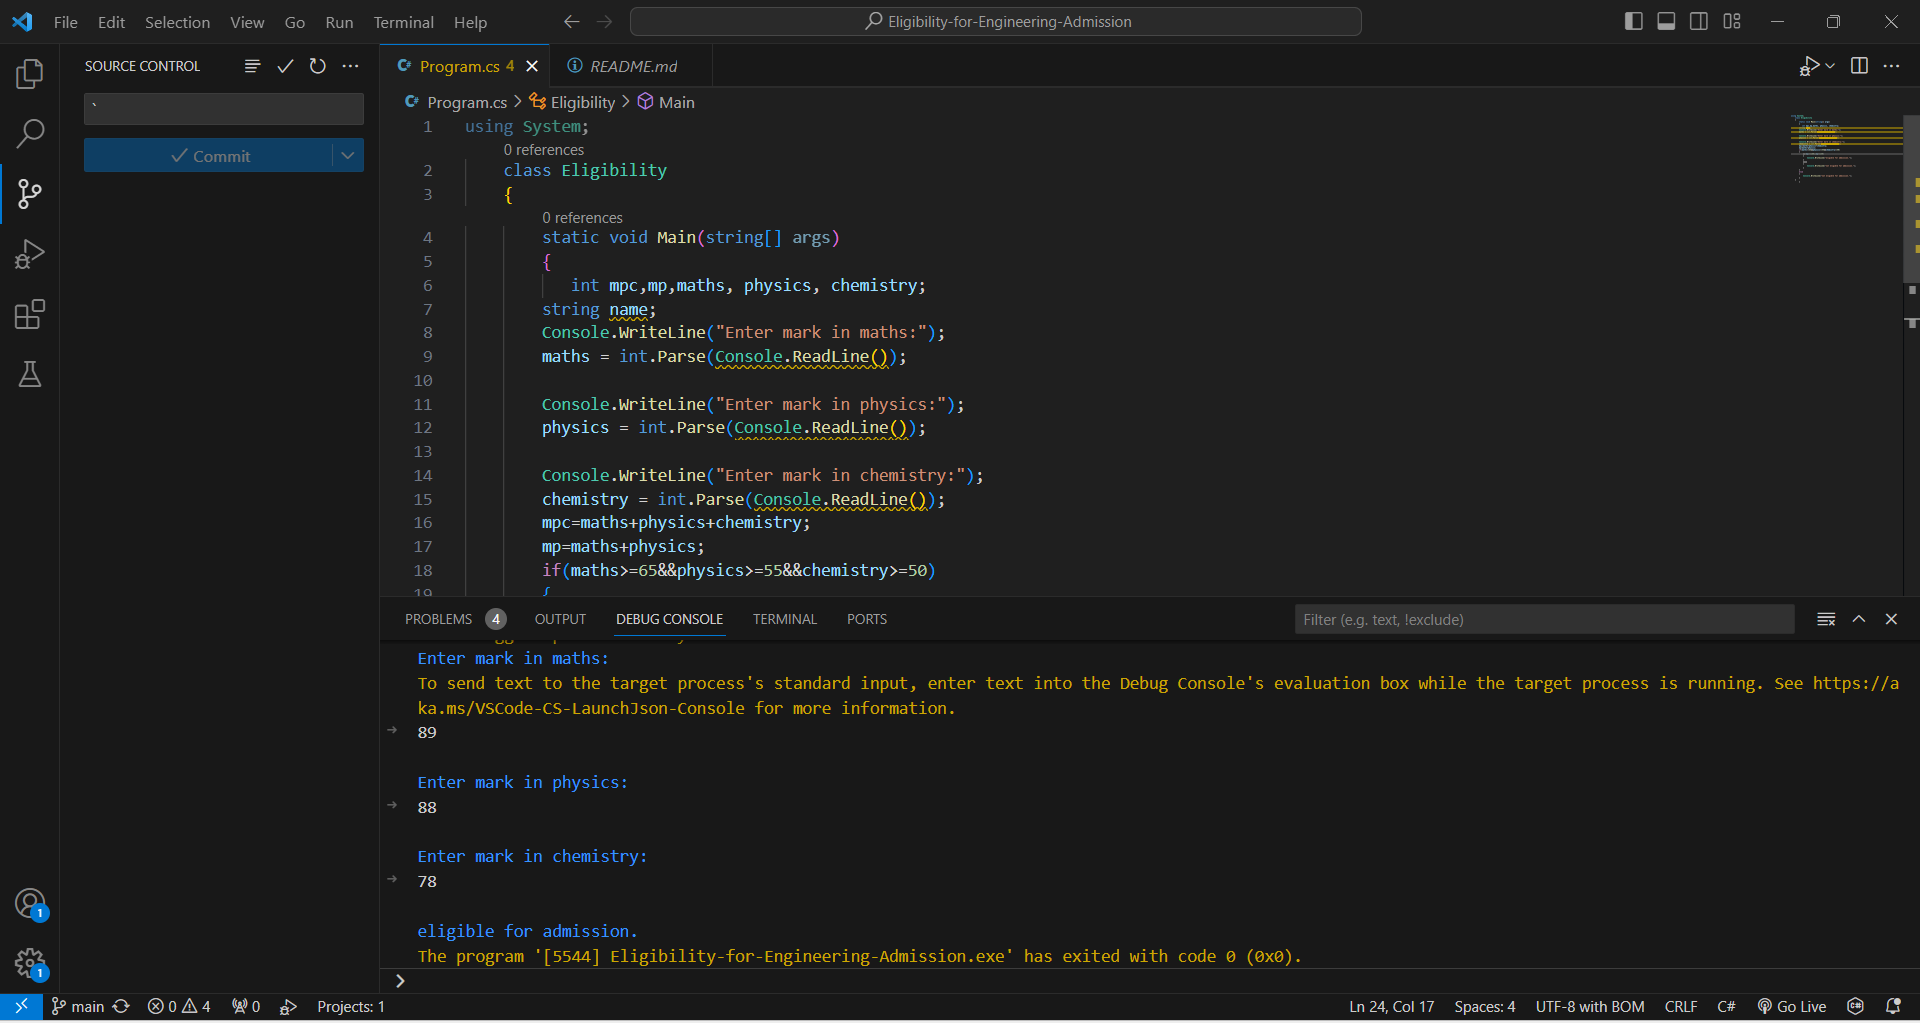 File Edit Selection View Go Run Terminal Help
Eligibility-for-Engineering-Admission
SOURCE CONTROL
`
Commit
Program.cs 4
README.md
Program.cs > Eligibility > Main
1 using System;
0 references
2 class Eligibility
3 {
0 references
4 static void Main(string[] args)
5 {
6 int mpc,mp,maths, physics, chemistry;
7 string name;
8 Console.WriteLine("Enter mark in maths:");
9 maths = int.Parse(Console.ReadLine());
10
11 Console.WriteLine("Enter mark in physics:");
12 physics = int.Parse(Console.ReadLine());
13
14 Console.WriteLine("Enter mark in chemistry:");
15 chemistry = int.Parse(Console.ReadLine());
16 mpc=maths+physics+chemistry;
17 mp=maths+physics;
18 if(maths>=65&&physics>=55&&chemistry>=50)
19 {
PROBLEMS 4 OUTPUT DEBUG CONSOLE TERMINAL PORTS
Filter (e.g. text, !exclude)
Enter mark in maths:
To send text to the target process's standard input, enter text into the Debug Console's evaluation box while the target process is running. See https://a
ka.ms/VSCode-CS-LaunchJson-Console for more information.
89
Enter mark in physics:
88
Enter mark in chemistry:
78
eligible for admission.
The program '[5544] Eligibility-for-Engineering-Admission.exe' has exited with code 0 (0x0).
>
1
1
main 0 4 0 Projects: 1 Ln 24, Col 17 Spaces: 4 UTF-8 with BOM CRLF C# Go Live